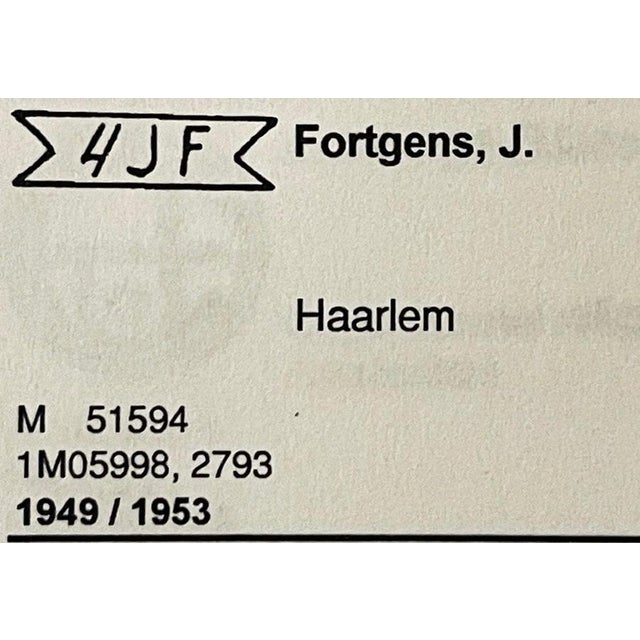 4JF
Fortgens, J.
Haarlem
M 51594
1M05998, 2793
1949 / 1953